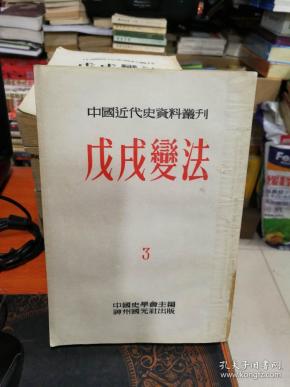 中國近代史資料叢刊
戊戌變法
3
中國史學會主編
神州國光社出版